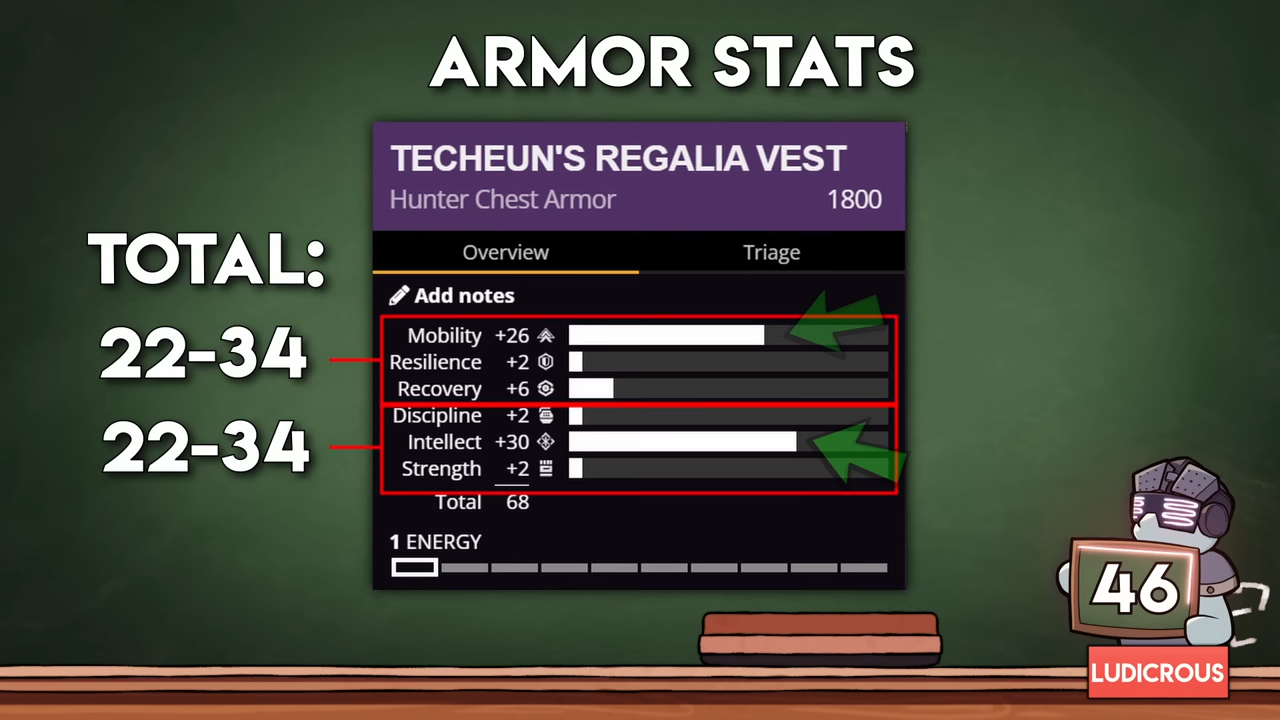 ARMOR STATS
TECHEUN'S REGALIA VEST
Hunter Chest Armor 1800
Overview Triage
Add notes
TOTAL:
22-34
22-34
Mobility +26
Resilience +2
Recovery +6
Discipline +2
Intellect +30
Strength +2
Total 68
1 ENERGY
46
LUDICROUS